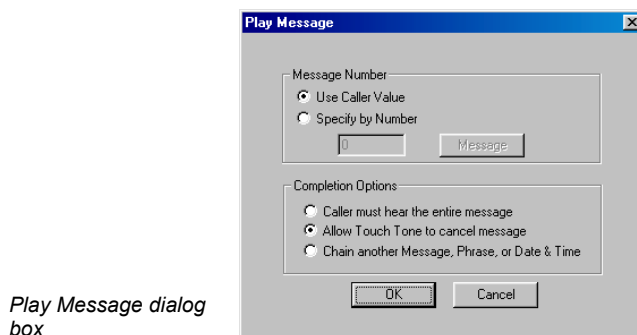 Play Message
Message Number
Use Caller Value
Specify by Number
0
Message
Completion Options
Caller must hear the entire message
Allow Touch Tone to cancel message
Chain another Message, Phrase, or Date & Time
OK
Cancel
Play Message dialog
box